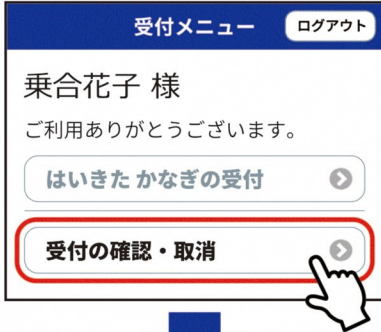 受付メニュー ログアウト
乗合花子 様
ご利用ありがとうございます。
はいきた かなぎの受付
受付の確認・取消